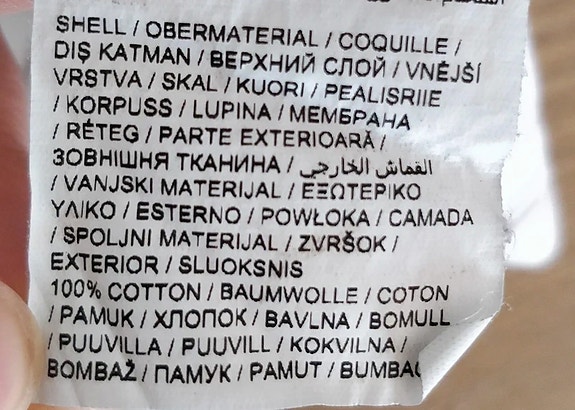 SHELL / OBERMATERIAL / COQUILLE /
DIŞ KATMAN / ВЕРХНИЙ СЛОЙ / VNĚJŠÍ
VRSTVA / SKAL / KUORI / PEALISRIIE
/ KORPUSS / LUPINA / МЕМБРАНА
/ RÉTEG / PARTE EXTERIOARĂ /
ЗОВНІШНЯ ТКАНИНА / القماش الخارجي
/ VANJSKI MATERIJAL / ΕΞΩΤΕΡΙΚΟ
ΥΛΙΚΟ / ESTERNO / POWŁOKA / CAMADA
/ SPOLJNI MATERIJAL / ZVRŠOK /
EXTERIOR / SLUOKSNIS
100% COTTON / BAUMWOLLE / COTON
/ PAMUK / ХЛОПОК / BAVLNA / BOMULL
/ PUUVILLA / PUUVILL / KOKVILNA /
BOMBAŽ / ПАМУК / PAMUT /